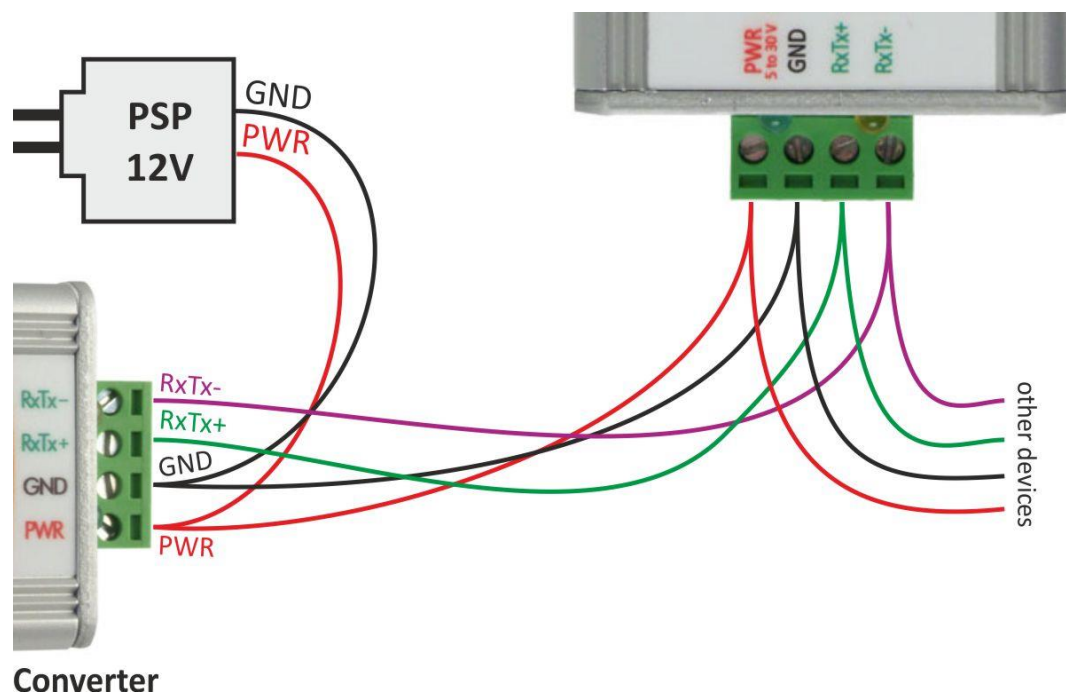 PSP
12V
GND
PWR
PWR
5 to 30 V
GND
RxTx+
RxTx-
RxTx-
RxTx+
GND
PWR
RxTx-
RxTx+
GND
PWR
other devices
Converter